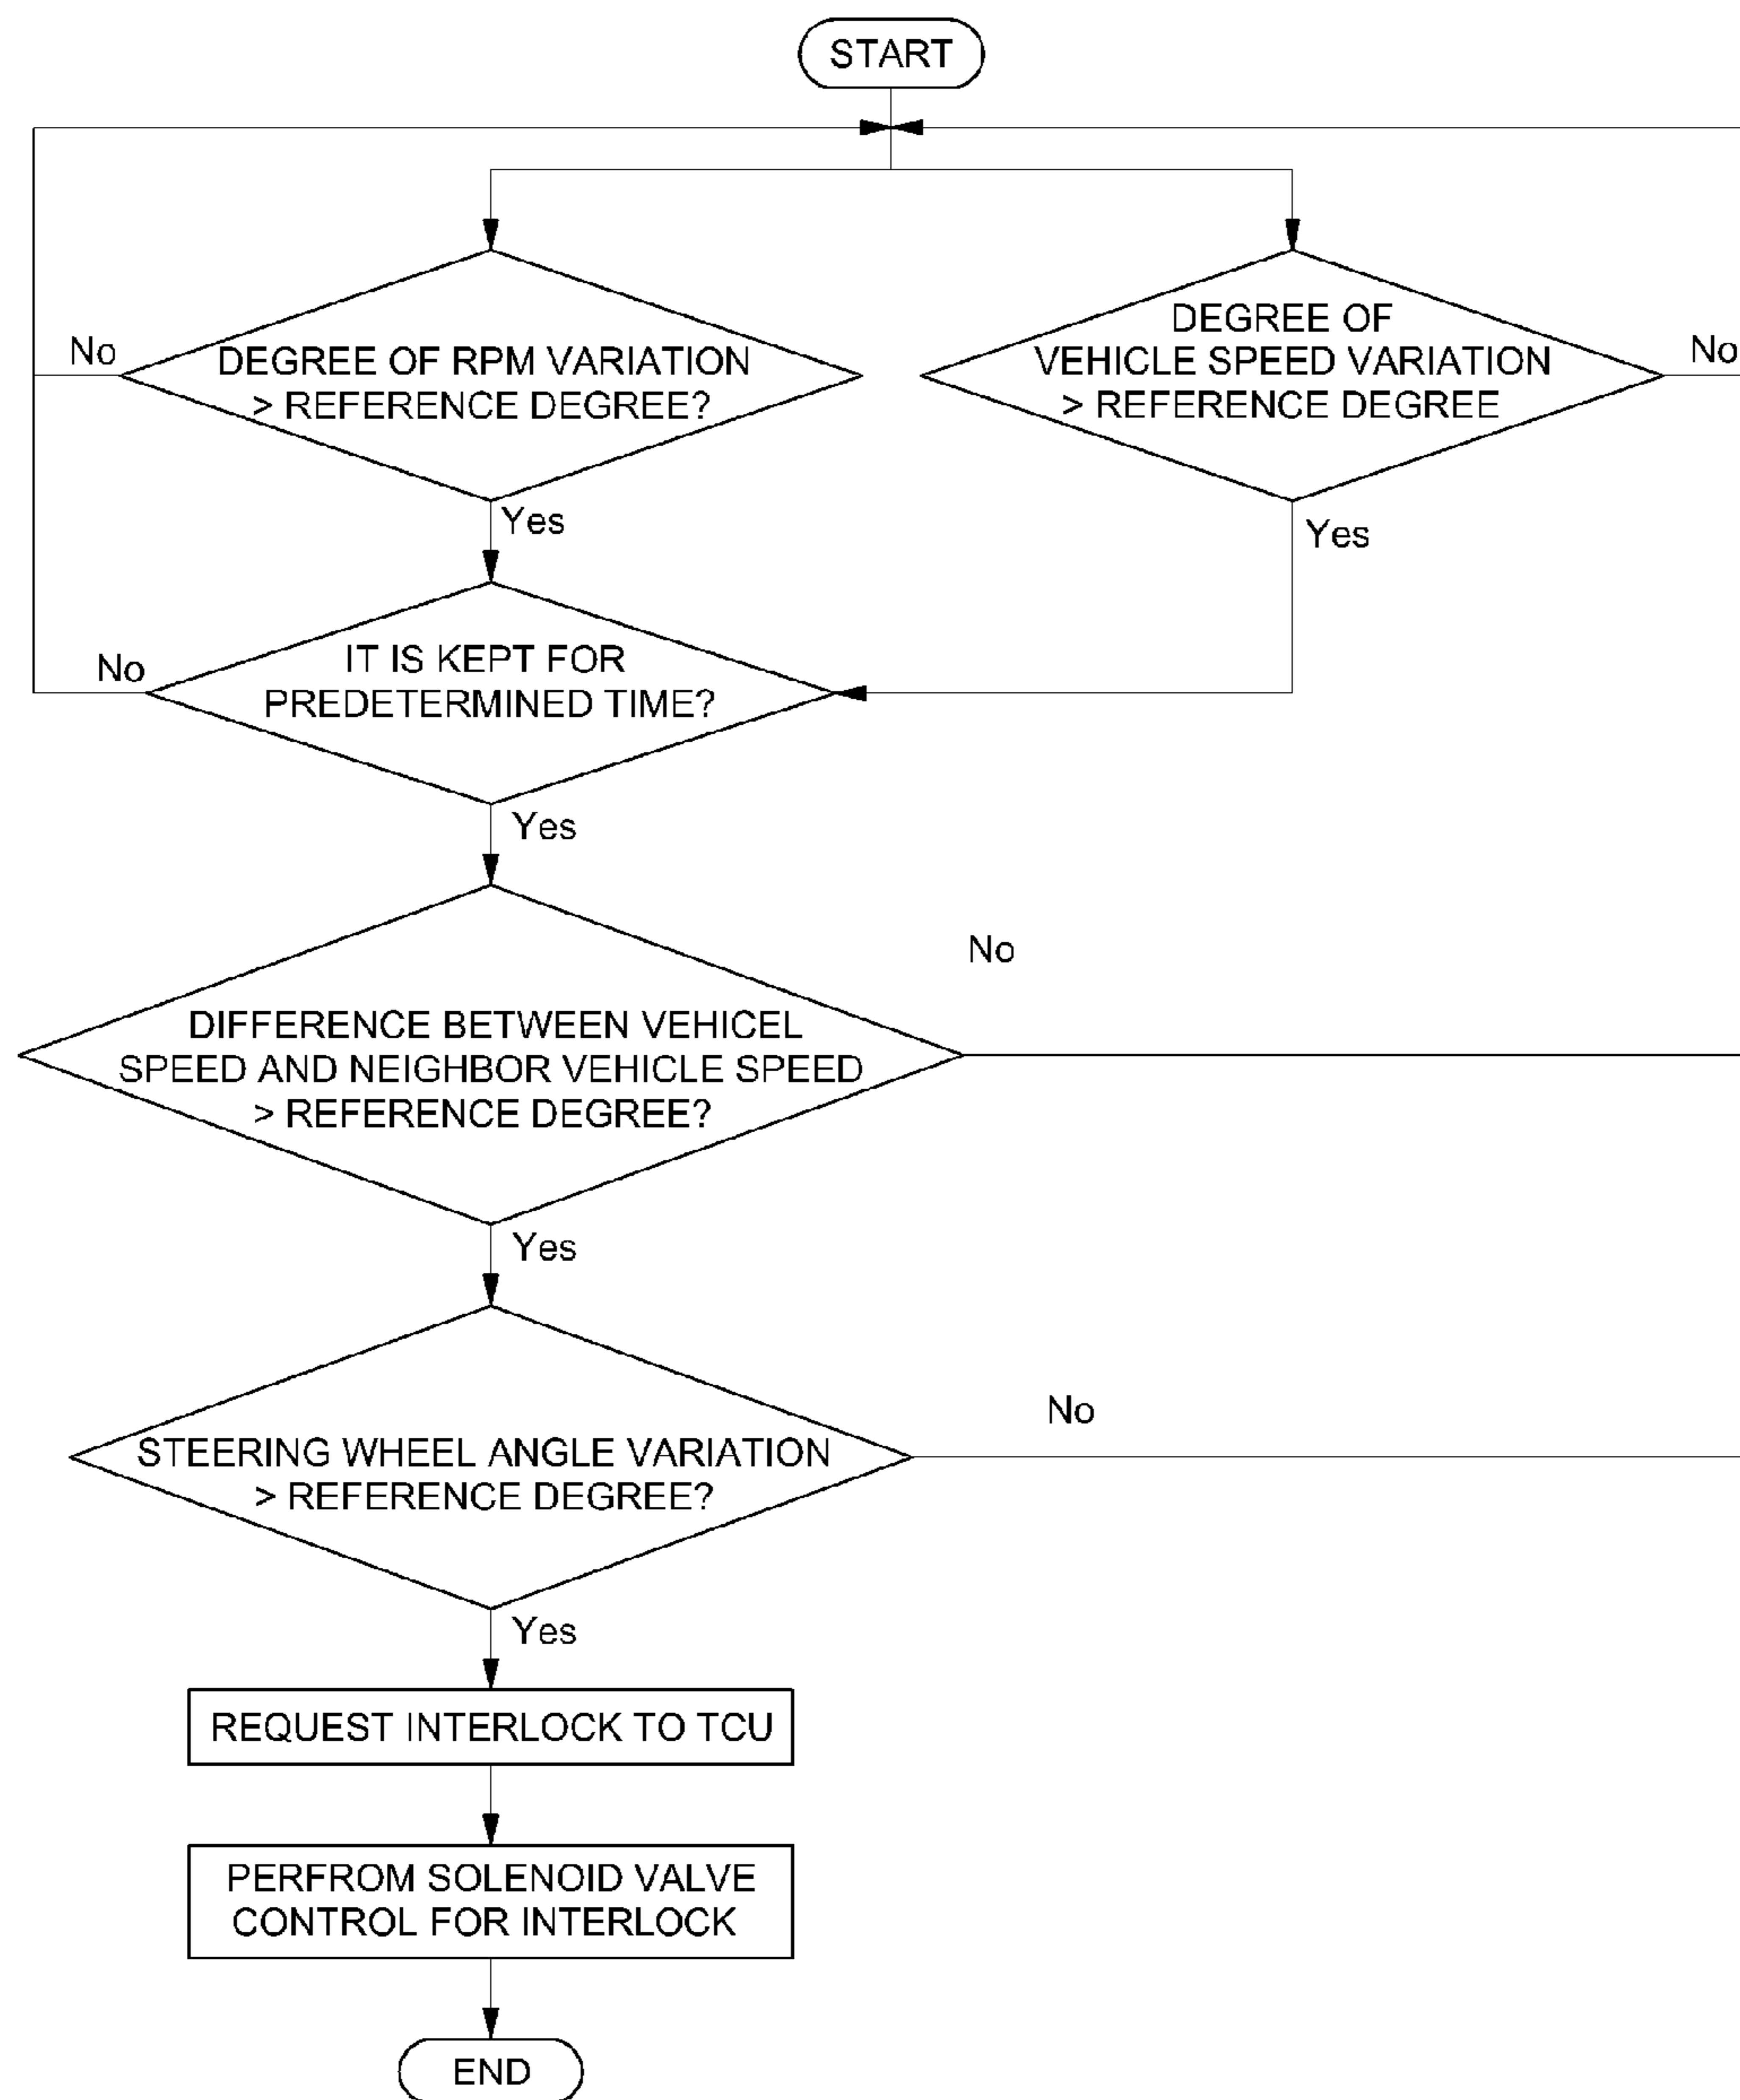 START
No
DEGREE OF RPM VARIATION
> REFERENCE DEGREE?
Yes
DEGREE OF
VEHICLE SPEED VARIATION
> REFERENCE DEGREE
No
Yes
IT IS KEPT FOR
PREDETERMINED TIME?
No
Yes
DIFFERENCE BETWEEN VEHICEL
SPEED AND NEIGHBOR VEHICLE SPEED
> REFERENCE DEGREE?
No
Yes
STEERING WHEEL ANGLE VARIATION
> REFERENCE DEGREE?
No
Yes
REQUEST INTERLOCK TO TCU
PERFROM SOLENOID VALVE
CONTROL FOR INTERLOCK
END